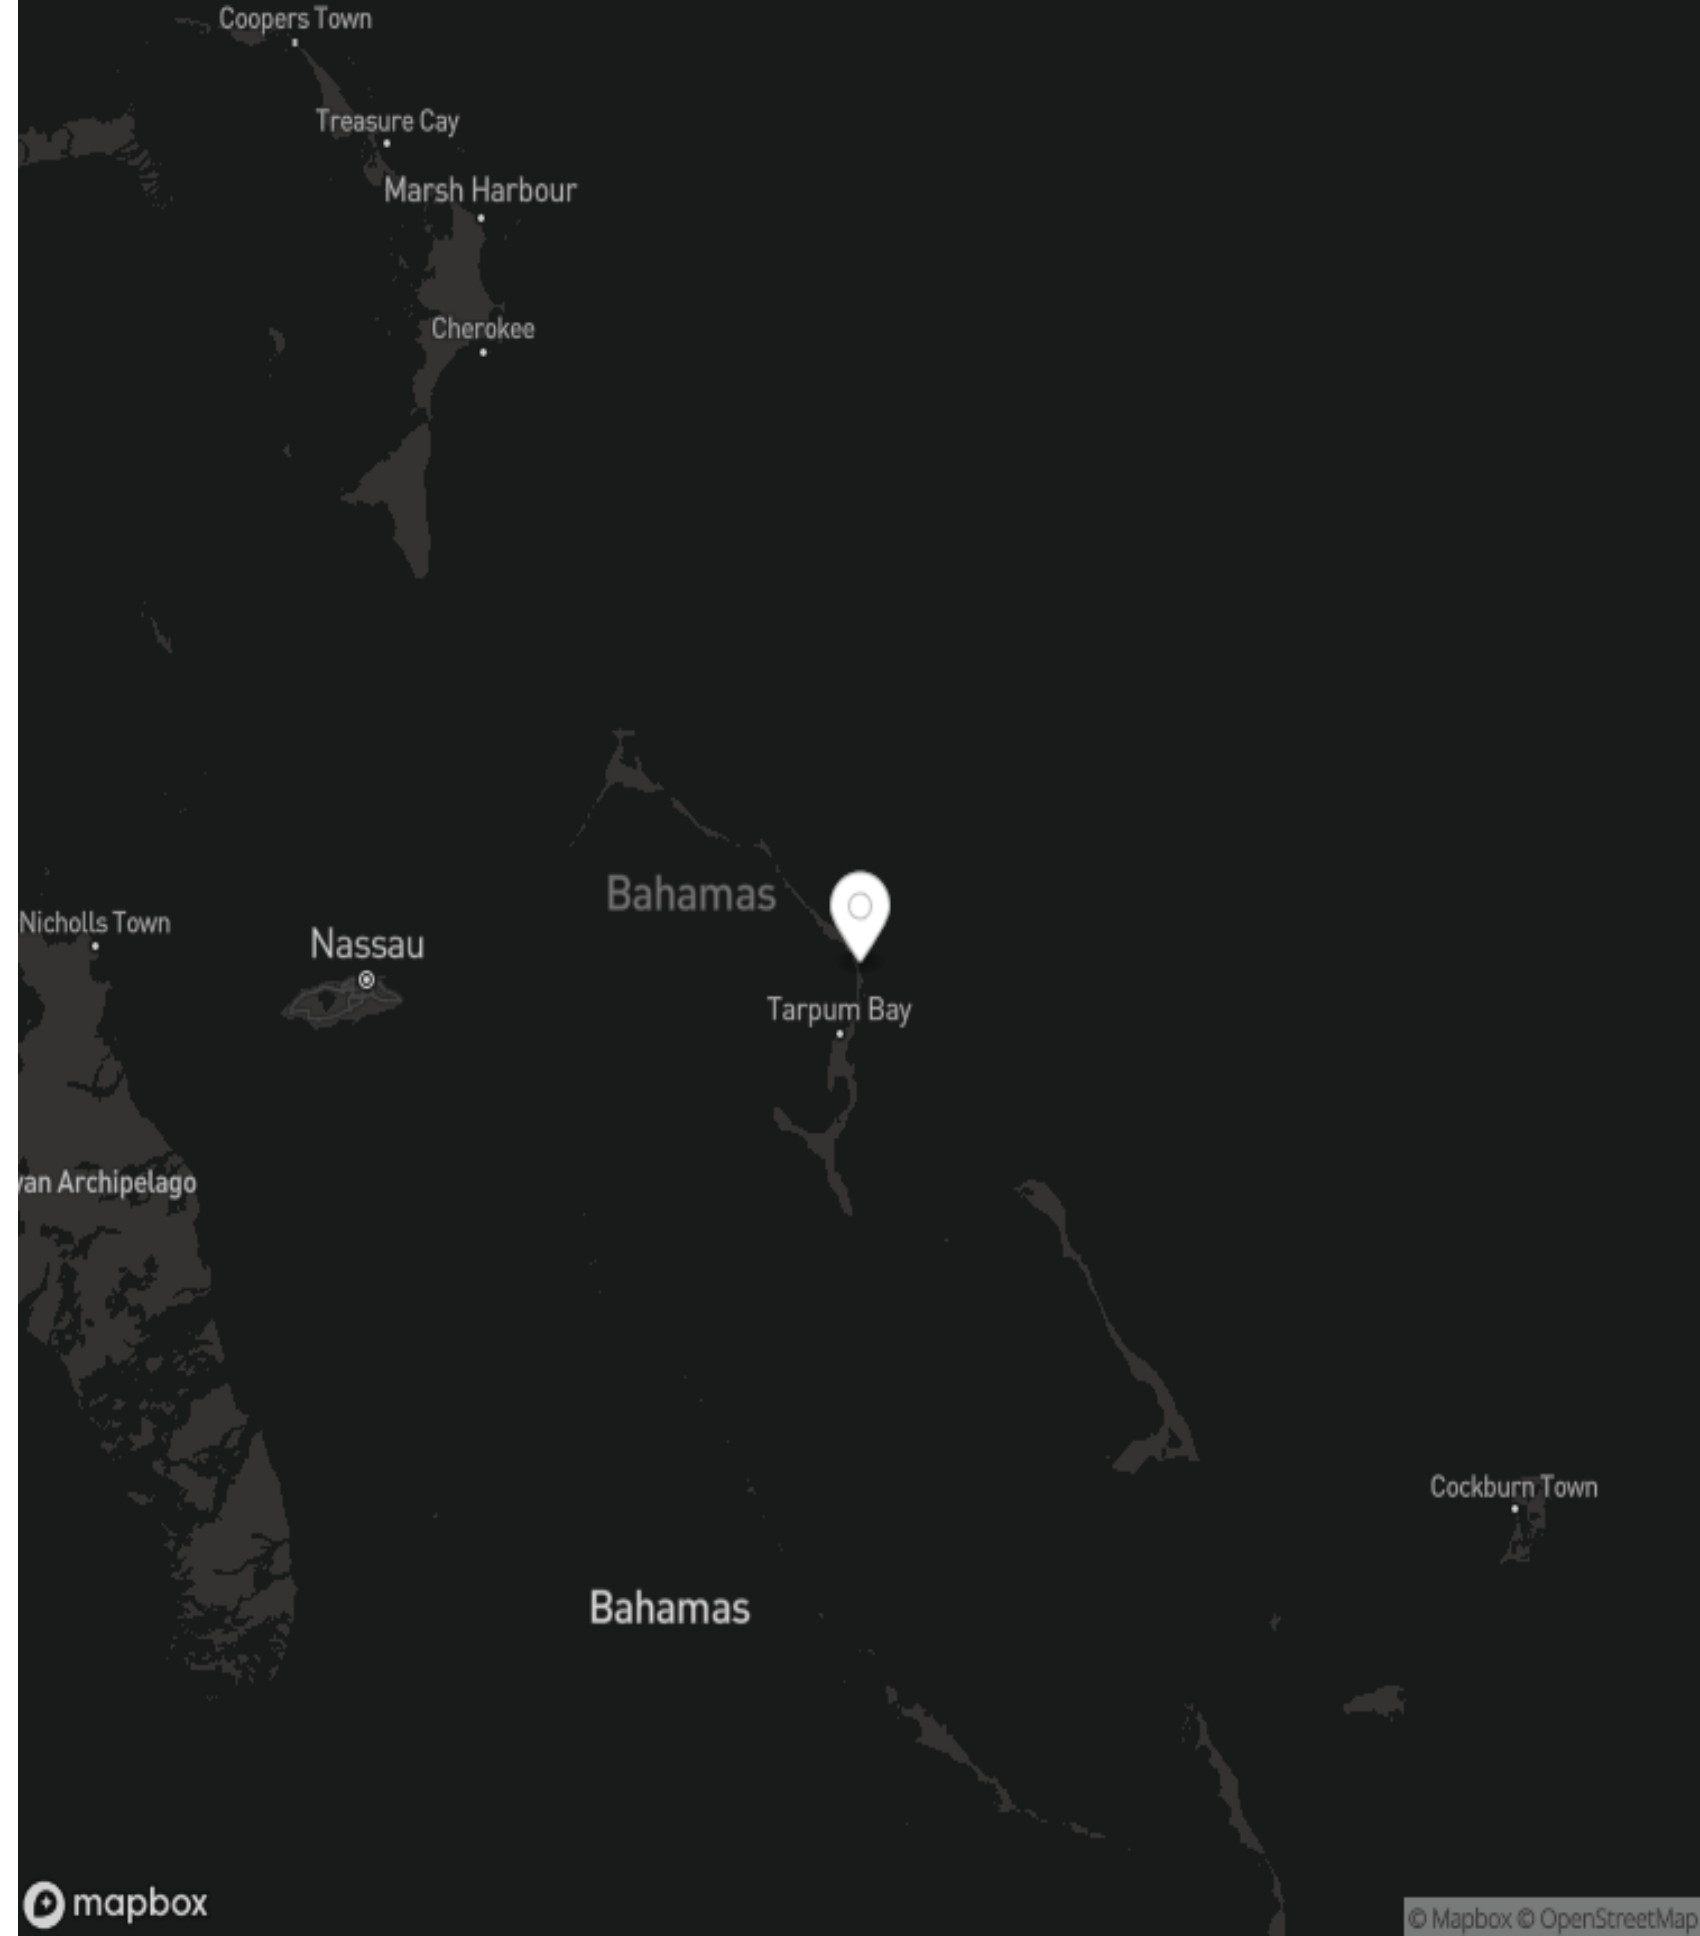 Coopers Town
Treasure Cay
Marsh Harbour
Cherokee
Bahamas
Nicholls Town
Nassau
Tarpum Bay
van Archipelago
Cockburn Town
Bahamas
mapbox
© Mapbox © OpenStreetMap